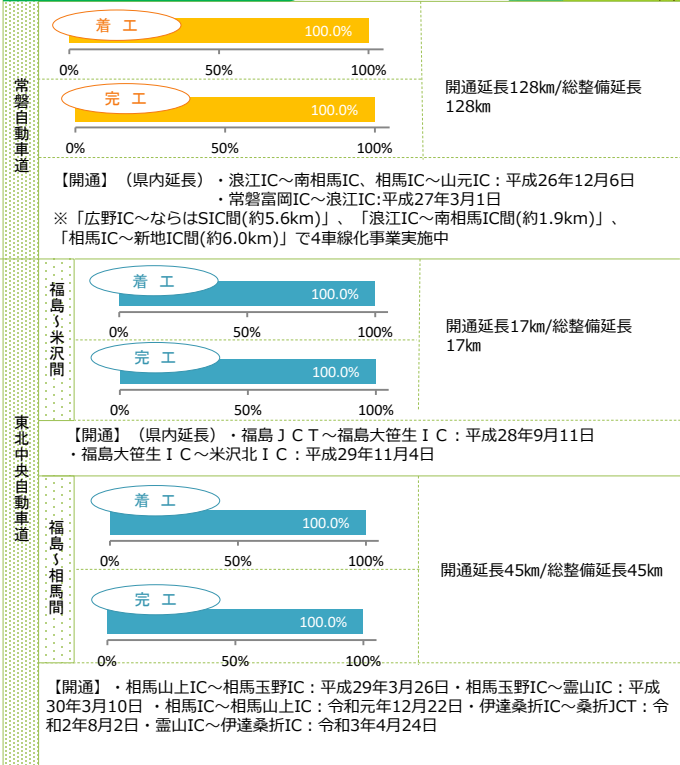 常磐自動車道
着 工
100.0%
0% 50% 100%
完 工
100.0%
0% 50% 100%
開通延長128㎞/総整備延長
128㎞
【開通】（県内延長）・浪江IC～南相馬IC、相馬IC～山元IC：平成26年12月6日
・常磐富岡IC～浪江IC:平成27年3月1日
※「広野IC～ならはSIC間(約5.6km)」、「浪江IC～南相馬IC間(約1.9km)」、
「相馬IC～新地IC間(約6.0km)」で4車線化事業実施中
東北中央自動車道
福島～米沢間
着 工
100.0%
0% 50% 100%
完 工
100.0%
0% 50% 100%
開通延長17㎞/総整備延長
17㎞
【開通】（県内延長）・福島ＪＣＴ～福島大笹生ＩＣ：平成28年9月11日
・福島大笹生ＩＣ～米沢北ＩＣ：平成29年11月4日
福島～相馬間
着 工
100.0%
0% 50% 100%
完 工
100.0%
0% 50% 100%
開通延長45㎞/総整備延長45㎞
【開通】・相馬山上IC～相馬玉野IC：平成29年3月26日・相馬玉野IC～霊山IC：平成
30年3月10日 ・相馬IC～相馬山上IC：令和元年12月22日・伊達桑折IC～桑折JCT：令
和2年8月2日・霊山IC～伊達桑折IC：令和3年4月24日